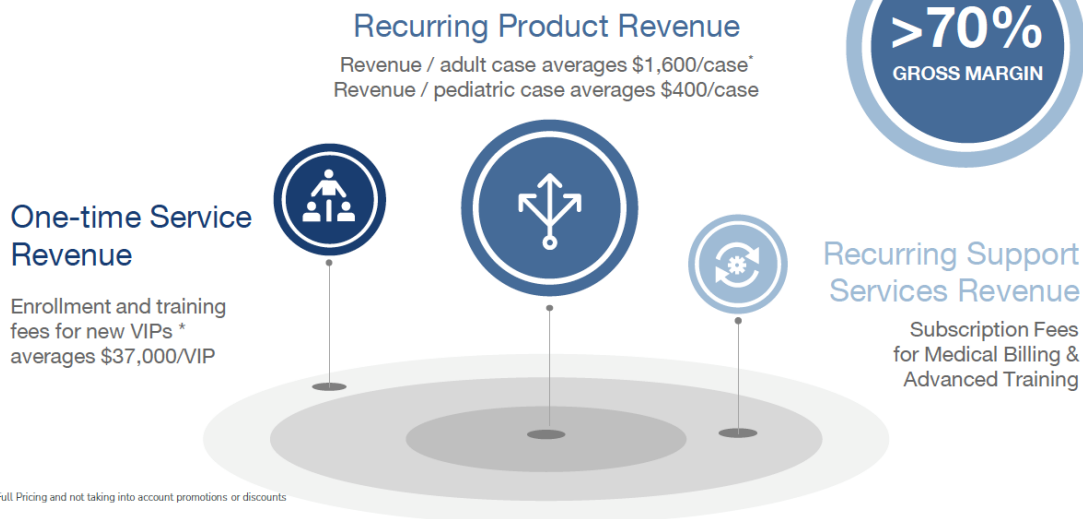 Recurring Product Revenue
Revenue / adult case averages $1,600/case*
Revenue / pediatric case averages $400/case
>70%
GROSS MARGIN
One-time Service
Revenue
Enrollment and training
fees for new VIPs *
averages $37,000/VIP
Recurring Support
Services Revenue
Subscription Fees
for Medical Billing &
Advanced Training
Full Pricing and not taking into account promotions or discounts